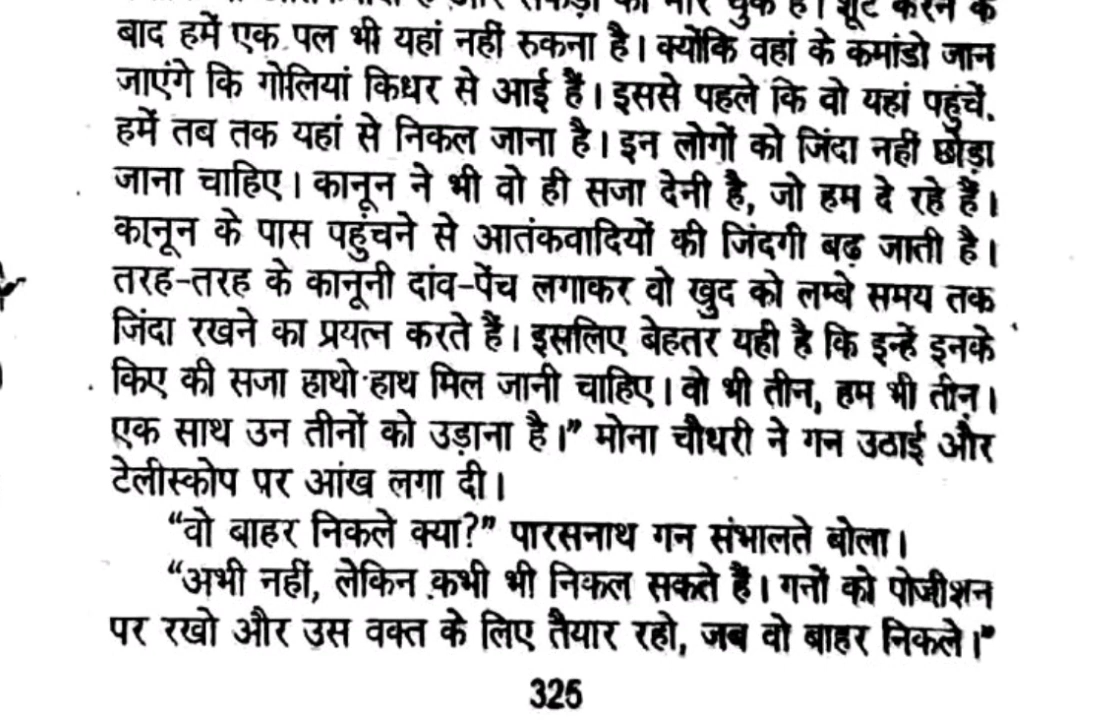 चुके हैं। शूट करने के
बाद हमें एक पल भी यहां नहीं रुकना है। क्योंकि वहां के कमांडो जान
जाएंगे कि गोलियां किधर से आई हैं। इससे पहले कि वो यहां पहुंचें,
हमें तब तक यहां से निकल जाना है। इन लोगों को जिंदा नहीं छोड़ा
जाना चाहिए। कानून ने भी वो ही सजा देनी है, जो हम दे रहे हैं।
कानून के पास पहुंचने से आतंकवादियों की जिंदगी बढ़ जाती है।
तरह-तरह के कानूनी दांव-पेंच लगाकर वो खुद को लम्बे समय तक
जिंदा रखने का प्रयत्न करते हैं। इसलिए बेहतर यही है कि इन्हें इनके
किए की सजा हाथो हाथ मिल जानी चाहिए। वो भी तीन, हम भी तीन।
एक साथ उन तीनों को उड़ाना है।” मोना चौधरी ने गन उठाई और
टेलीस्कोप पर आंख लगा दी।
“वो बाहर निकले क्या?” पारसनाथ गन संभालते बोला।
“अभी नहीं, लेकिन कभी भी निकल सकते हैं। गनों को पोजीशन
पर रखो और उस वक्त के लिए तैयार रहो, जब वो बाहर निकले।”
325